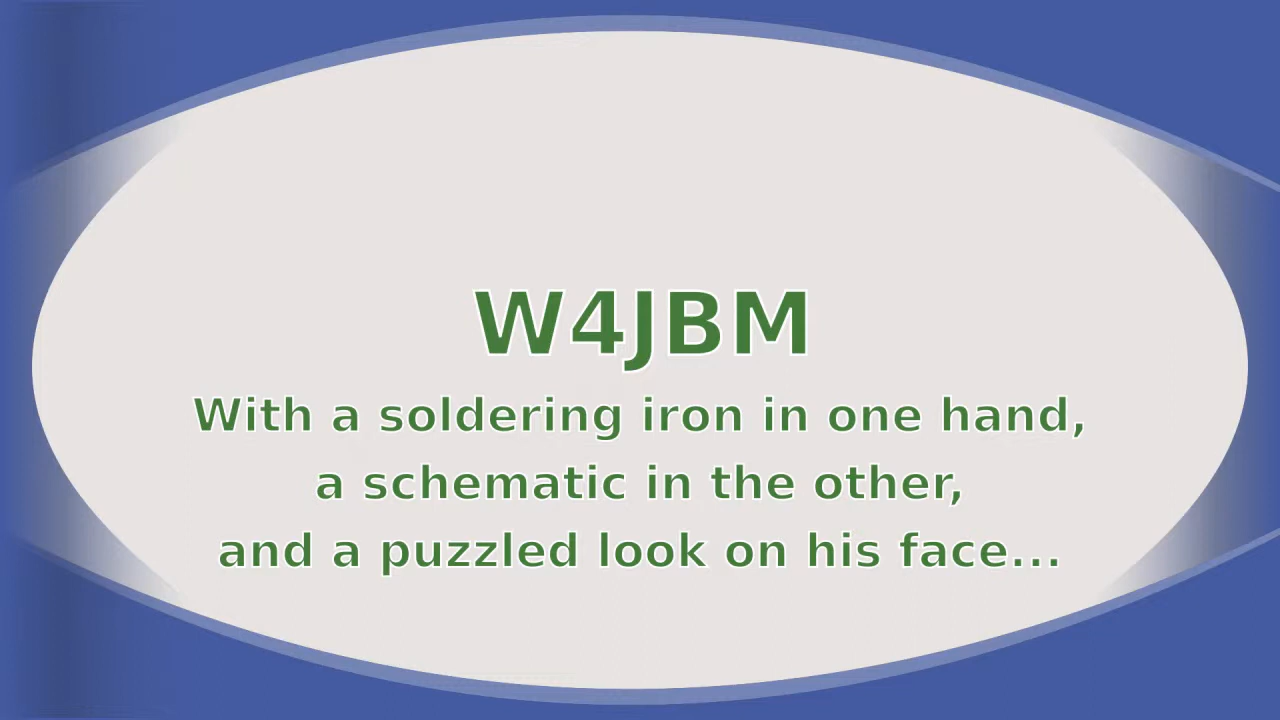 W4JBM
With a soldering iron in one hand,
a schematic in the other,
and a puzzled look on his face...